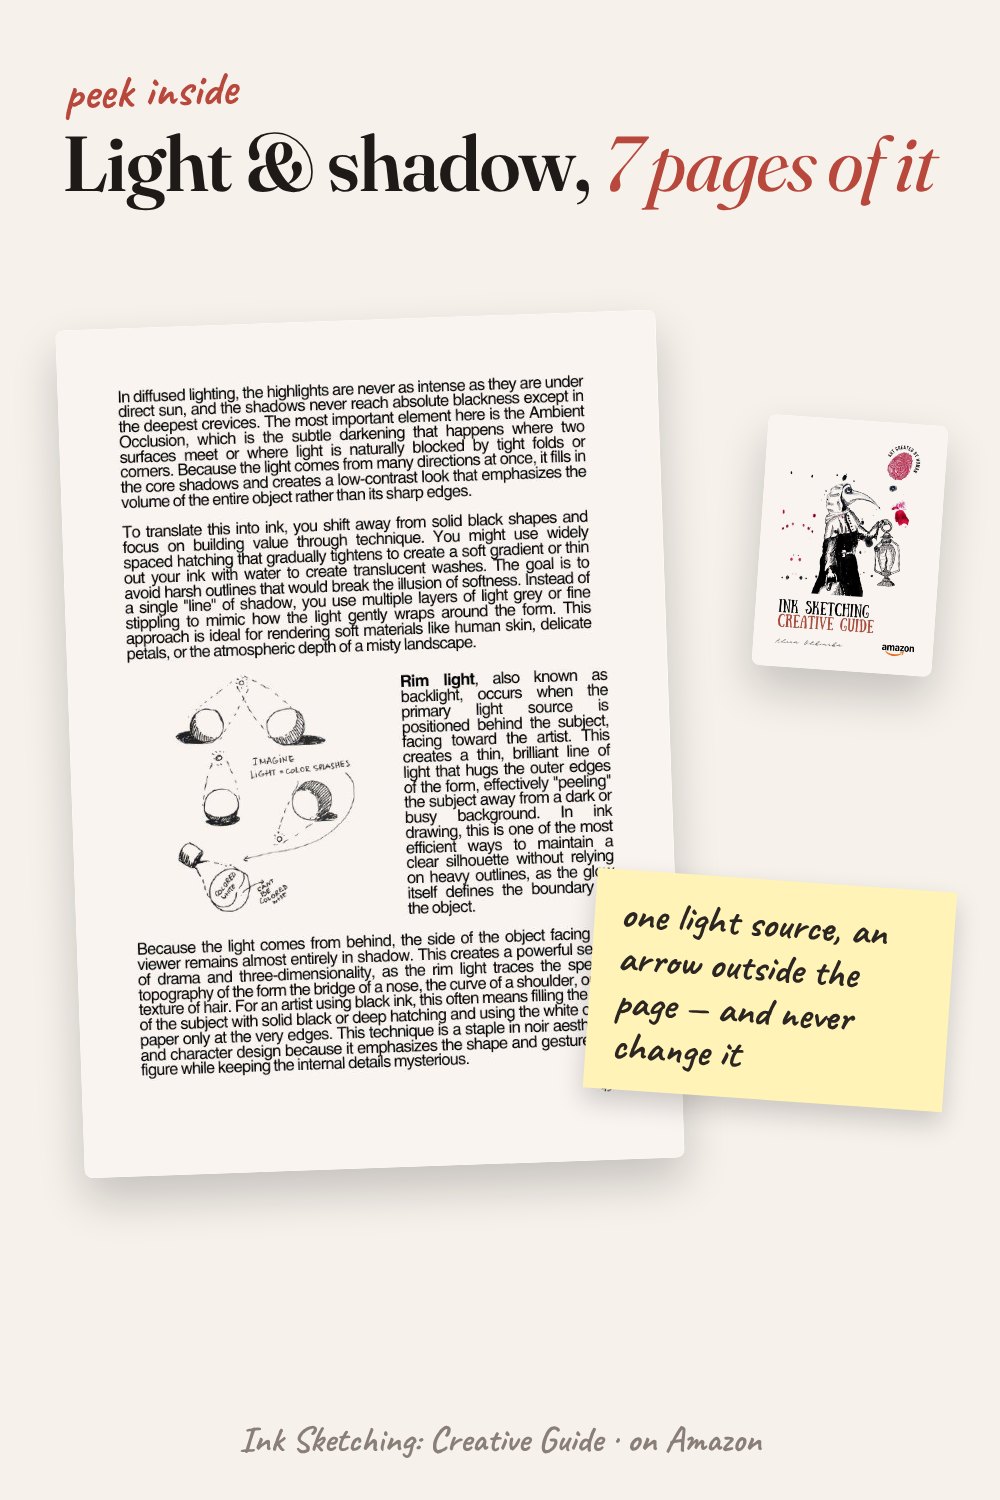 peek inside
Light & shadow, 7 pages of it
In diffused lighting, the highlights are never as intense as they are under
direct sun, and the shadows never reach absolute blackness except in
the deepest crevices. The most important element here is the Ambient
Occlusion, which is the subtle darkening that happens where two
surfaces meet or where light is naturally blocked by tight folds or
corners. Because the light comes from many directions at once, it fills in
the core shadows and creates a low-contrast look that emphasizes the
volume of the entire object rather than its sharp edges.
To translate this into ink, you shift away from solid black shapes and
focus on building value through technique. You might use widely
spaced hatching that gradually tightens to create a soft gradient or thin
out your ink with water to create translucent washes. The goal is to
avoid harsh outlines that would break the illusion of softness. Instead of
a single "line" of shadow, you use multiple layers of light grey or fine
stippling to mimic how the light gently wraps around the form. This
approach is ideal for rendering soft materials like human skin, delicate
petals, or the atmospheric depth of a misty landscape.
IMAGINE
LIGHT = COLOR SPLASHES
COLORED
WHITE
CAN'T
BE
COLORED
Rim light, also known as
backlight, occurs when the
primary light source is
positioned behind the subject,
facing toward the artist. This
creates a thin, brilliant line of
light that hugs the outer edges
of the form, effectively "peeling"
the subject away from a dark or
busy background. In ink
drawing, this is one of the most
efficient ways to maintain a
clear silhouette without relying
on heavy outlines, as the glow
itself defines the boundary
the object.
Because the light comes from behind, the side of the object facing
viewer remains almost entirely in shadow. This creates a powerful se
of drama and three-dimensionality, as the rim light traces the spe
topography of the form the bridge of a nose, the curve of a shoulder, o
texture of hair. For an artist using black ink, this often means filling the
of the subject with solid black or deep hatching and using the white o
paper only at the very edges. This technique is a staple in noir aesth
and character design because it emphasizes the shape and gesture
figure while keeping the internal details mysterious.
INK SKETCHING
CREATIVE GUIDE
amazon
one light source, an
arrow outside the
page – and never
change it
Ink Sketching: Creative Guide · on Amazon